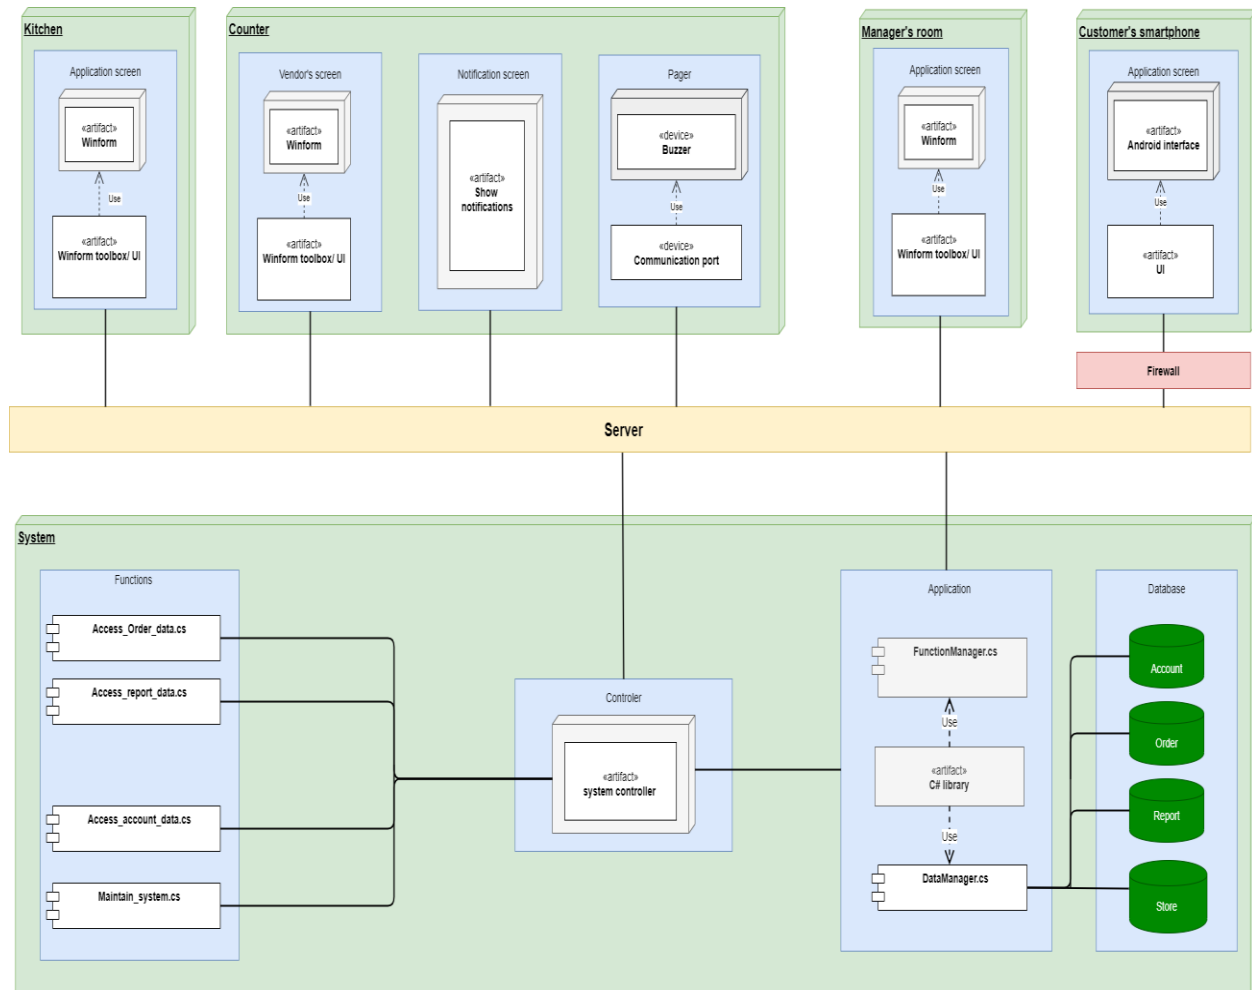 Kitchen
Application screen
«artifact»
Winform
Use
«artifact»
Winform toolbox/ UI
Counter
Vendor's screen
«artifact»
Winform
Use
«artifact»
Winform toolbox/ UI
Notification screen
«artifact»
Show
notifications
Pager
«device»
Buzzer
Use
«device»
Communication port
Manager's room
Application screen
«artifact»
Winform
Use
«artifact»
Winform toolbox/ UI
Customer's smartphone
Application screen
«artifact»
Android interface
Use
«artifact»
UI
Firewall
Server
System
Functions
Access_Order_data.cs
Access_report_data.cs
Access_account_data.cs
Maintain_system.cs
Controler
«artifact»
system controller
Application
FunctionManager.cs
Use
«artifact»
C# library
Use
DataManager.cs
Database
Account
Order
Report
Store